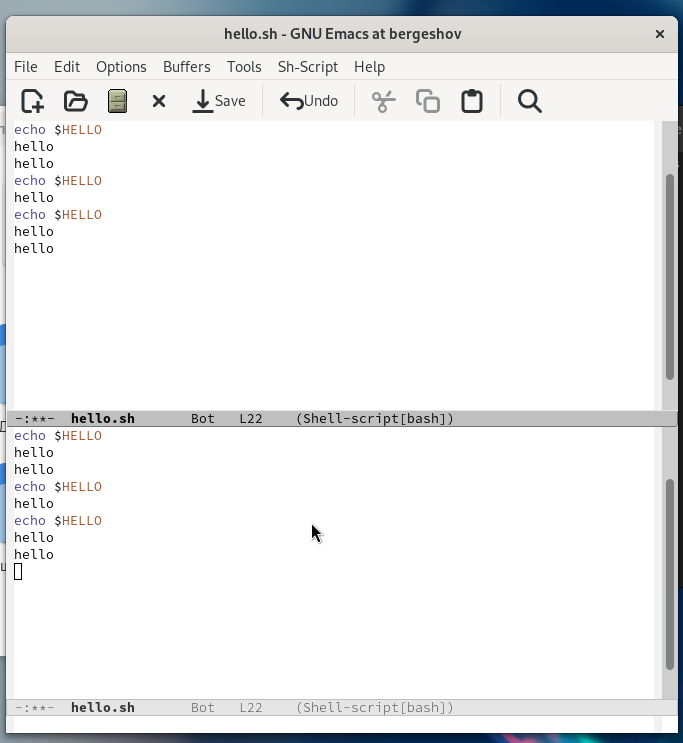 hello.sh - GNU Emacs at bergeshov
File Edit Options Buffers Tools Sh-Script Help
Save Undo
echo $HELLO
hello
hello
echo $HELLO
hello
echo $HELLO
hello
hello
-:**- hello.sh Bot L22 (Shell-script[bash])
echo $HELLO
hello
hello
echo $HELLO
hello
echo $HELLO
hello
hello
-:**- hello.sh Bot L22 (Shell-script[bash])